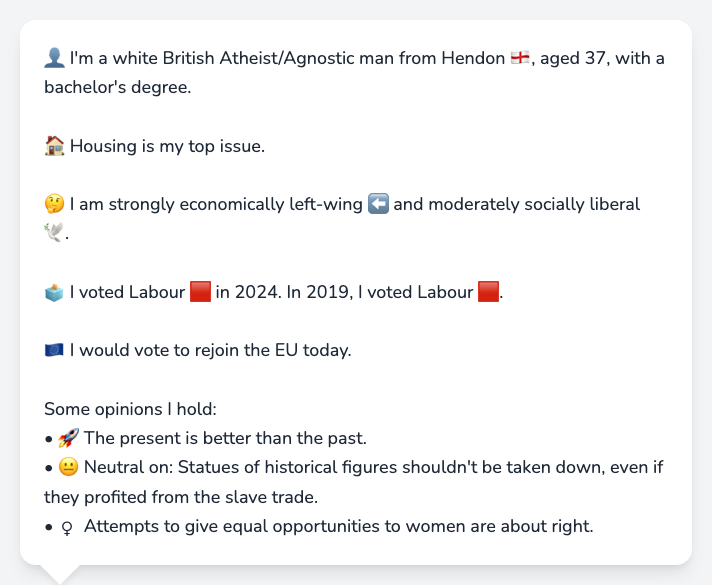 👤 I'm a white British Atheist/Agnostic man from Hendon 🏴󠁧󠁢󠁥󠁮󠁧󠁿, aged 37, with a
bachelor's degree.
🏠 Housing is my top issue.
🤔 I am strongly economically left-wing ⬅️ and moderately socially liberal
🕊️.
🗳️ I voted Labour 🟥 in 2024. In 2019, I voted Labour 🟥.
🇪🇺 I would vote to rejoin the EU today.
Some opinions I hold:
• 🚀 The present is better than the past.
• 😐 Neutral on: Statues of historical figures shouldn't be taken down, even if
they profited from the slave trade.
• ♀ Attempts to give equal opportunities to women are about right.